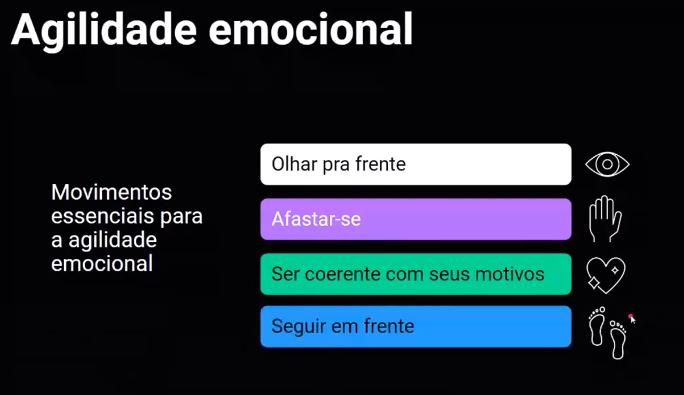 Agilidade emocional
Movimentos
essenciais para
a agilidade
emocional
Olhar pra frente
Afastar-se
Ser coerente com seus motivos
Seguir em frente